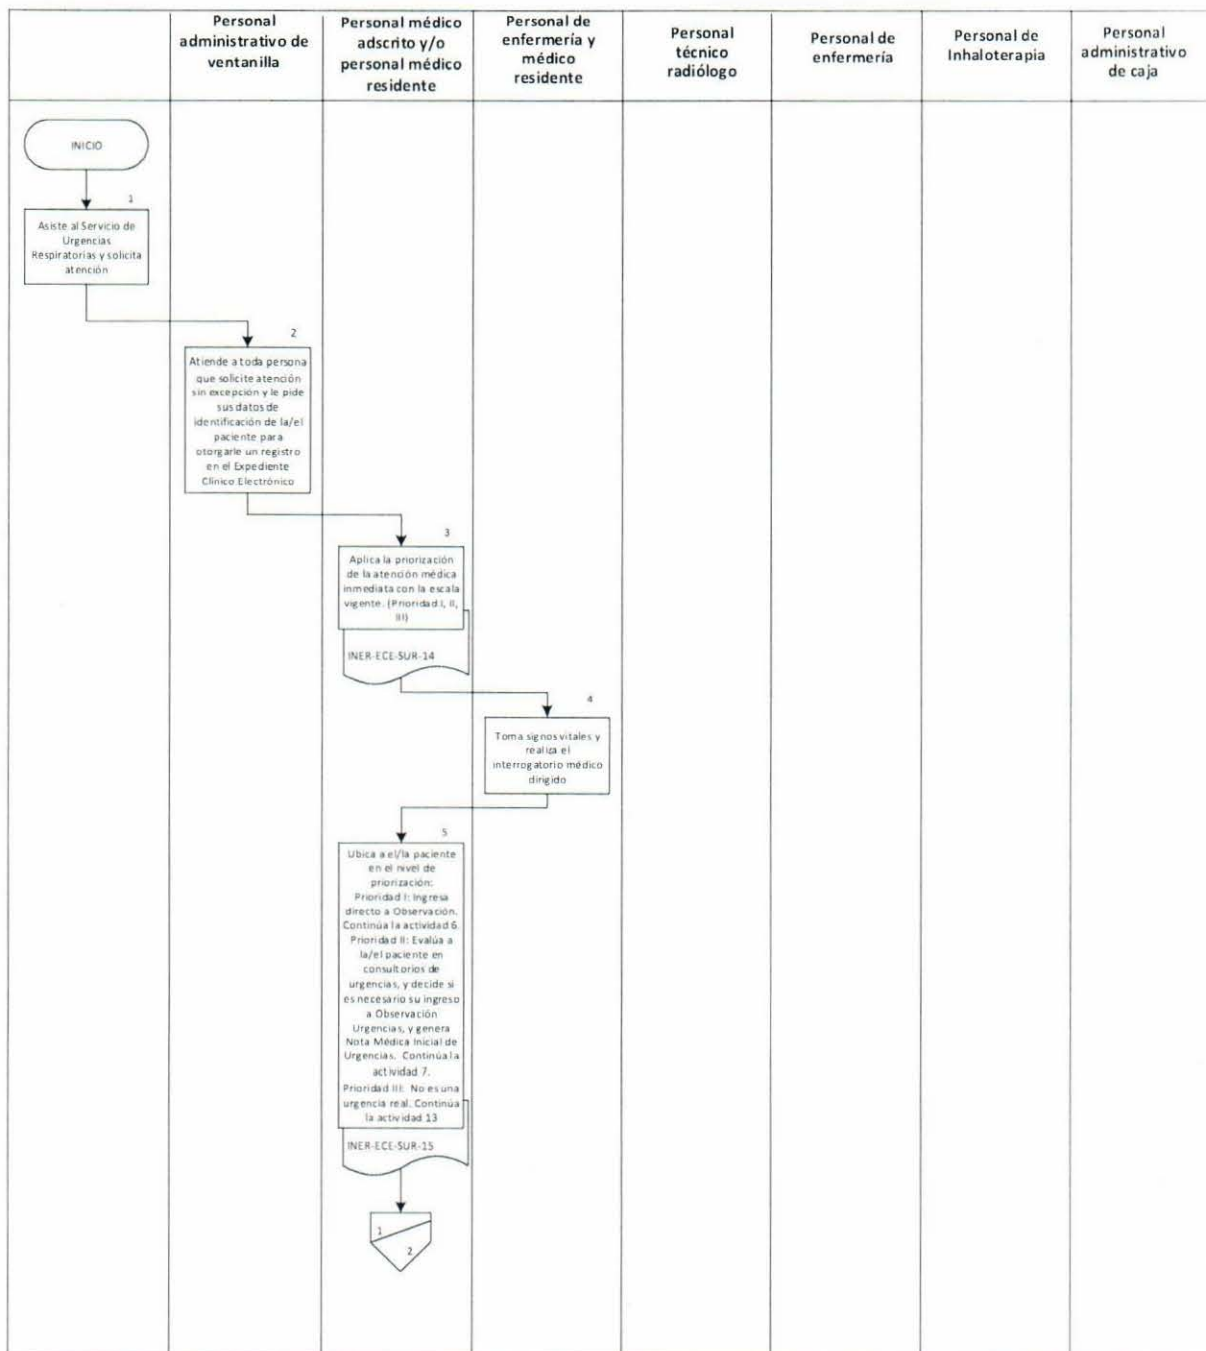 Personal
administrativo de
ventanilla
Personal médico
adscrito y/o
personal médico
residente
Personal de
enfermería y
médico
residente
Personal
técnico
radiólogo
Personal de
enfermería
Personal de
Inhaloterapia
Personal
administrativo
de caja
INICIO
1
Asiste al Servicio de
Urgencias
Respiratorias y solicita
atención
2
Atiende a toda persona
que solicite atención
sin excepción y le pide
sus datos de
identificación de la/el
paciente para
otorgarle un registro
en el Expediente
Clínico Electrónico
3
Aplica la priorización
de la atención médica
inmediata con la escala
vigente. (Prioridad I, II,
III)
INER-ECE-SUR-14
4
Toma signos vitales y
realiza el
interrogatorio médico
dirigido
5
Ubica a el/la paciente
en el nivel de
priorización:
Prioridad I: Ingresa
directo a Observación.
Continúa la actividad 6.
Prioridad II: Evalúa a
la/el paciente en
consultorios de
urgencias, y decide si
es necesario su ingreso
a Observación
Urgencias, y genera
Nota Médica Inicial de
Urgencias. Continúa la
actividad 7.
Prioridad III: No es una
urgencia real. Continúa
la actividad 13
INER-ECE-SUR-15
1
2